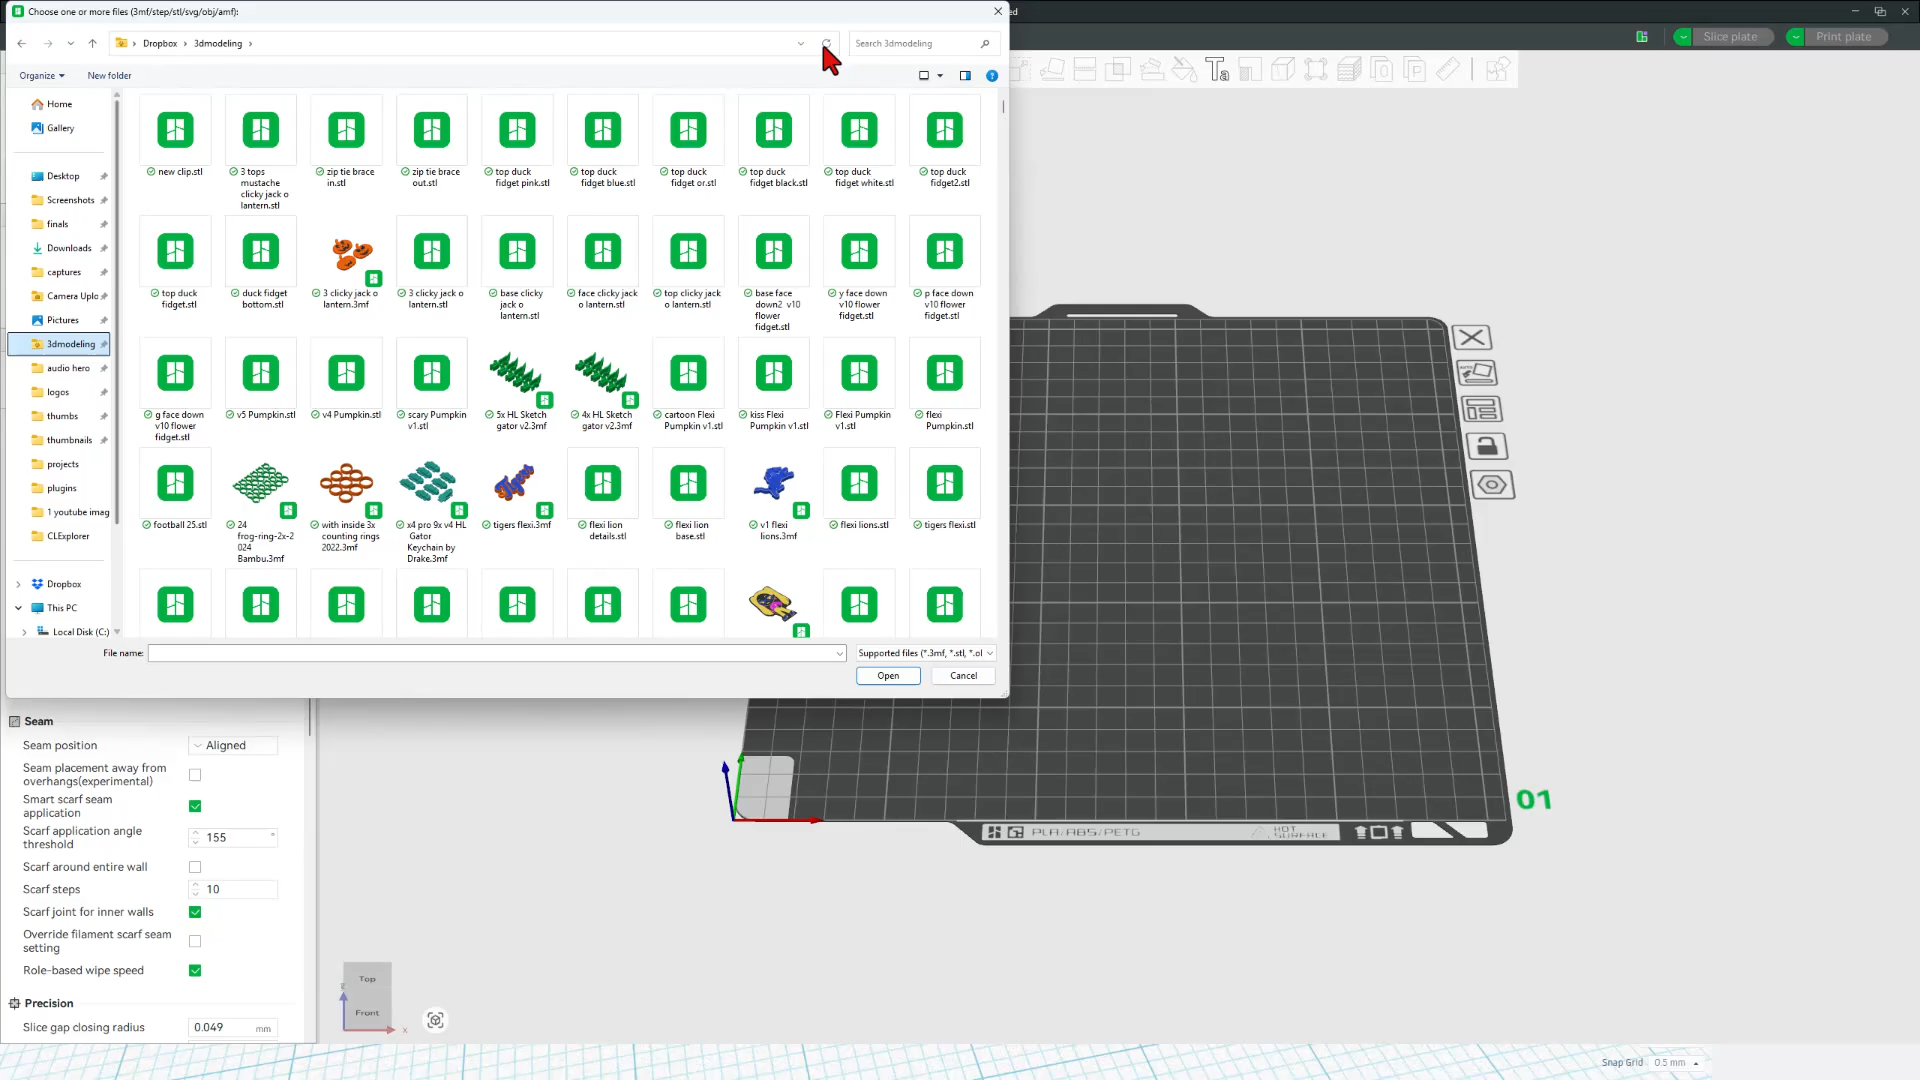 Choose one or more files (3mf/step/stl/svg/obj/amf):
ed
Dropbox > 3dmodeling >
Search 3dmodeling
Slice plate
Print plate
Organize
New folder
Home
Gallery
Desktop
Screenshots
finals
Downloads
captures
Camera Uplo
Pictures
3dmodeling
audio hero
logos
thumbs
thumbnails
projects
plugins
1 youtube imag
CLExplorer
Dropbox
This PC
Local Disk (C:)
new clip.stl
3 tops
mustache
clicky jack o
lantern.stl
zip tie brace
in.stl
zip tie brace
out.stl
top duck
fidget pink.stl
top duck
fidget blue.stl
top duck
fidget or.stl
top duck
fidget black.stl
top duck
fidget white.stl
top duck
fidget2.stl
top duck
fidget.stl
duck fidget
bottom.stl
3 clicky jack o
lantern.3mf
3 clicky jack o
lantern.stl
base clicky
jack o
lantern.stl
face clicky jack
o lantern.stl
top clicky jack
o lantern.stl
base face
down2 v10
flower
fidget.stl
y face down
v10 flower
fidget.stl
p face down
v10 flower
fidget.stl
g face down
v10 flower
fidget.stl
v5 Pumpkin.stl
v4 Pumpkin.stl
scary Pumpkin
v1.stl
5x HL Sketch
gator v2.3mf
4x HL Sketch
gator v2.3mf
cartoon Flexi
Pumpkin v1.stl
kiss Flexi
Pumpkin v1.stl
Flexi Pumpkin
v1.stl
flexi
Pumpkin.stl
football 25.stl
24
frog-ring-2x-2
024
Bambu.3mf
with inside 3x
counting rings
2022.3mf
x4 pro 9x v4 HL
Gator
Keychain by
Drake.3mf
tigers flexi.3mf
flexi lion
details.stl
flexi lion
base.stl
v1 flexi
lions.3mf
flexi lions.stl
tigers flexi.stl
File name:
Supported files (*.3mf, *.stl, *.ol
Open
Cancel
Seam
Seam position
Aligned
Seam placement away from
overhangs(experimental)
Smart scarf seam
application
Scarf application angle
threshold
155 °
Scarf around entire wall
Scarf steps
10
Scarf joint for inner walls
Override filament scarf seam
setting
Role-based wipe speed
Precision
Slice gap closing radius
0.049 mm
Top
Front
z
x
AUTO
01
PLA/ABS/PETG
HOT
SURFACE
Snap Grid 0.5 mm